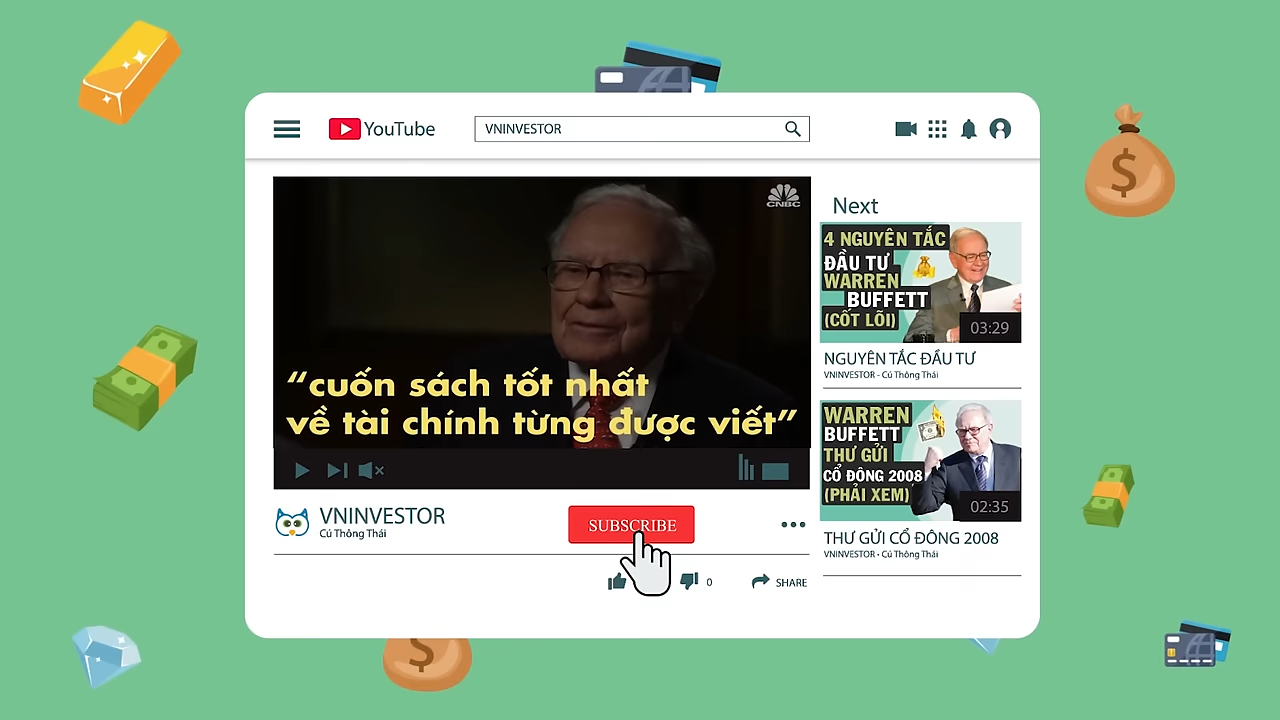 YouTube
VNINVESTOR
CNBC
“cuốn sách tốt nhất
về tài chính từng được viết”
VNINVESTOR
Cú Thông Thái
SUBSCRIBE
0
SHARE
Next
4 NGUYÊN TẮC
ĐẦU TƯ
WARREN
BUFFETT
(CỐT LÕI)
03:29
NGUYÊN TẮC ĐẦU TƯ
VNINVESTOR - Cú Thông Thái
WARREN
BUFFETT
THƯ GỬI
CỔ ĐÔNG 2008
(PHẢI XEM)
02:35
THƯ GỬI CỔ ĐÔNG 2008
VNINVESTOR • Cú Thông Thái
$
$